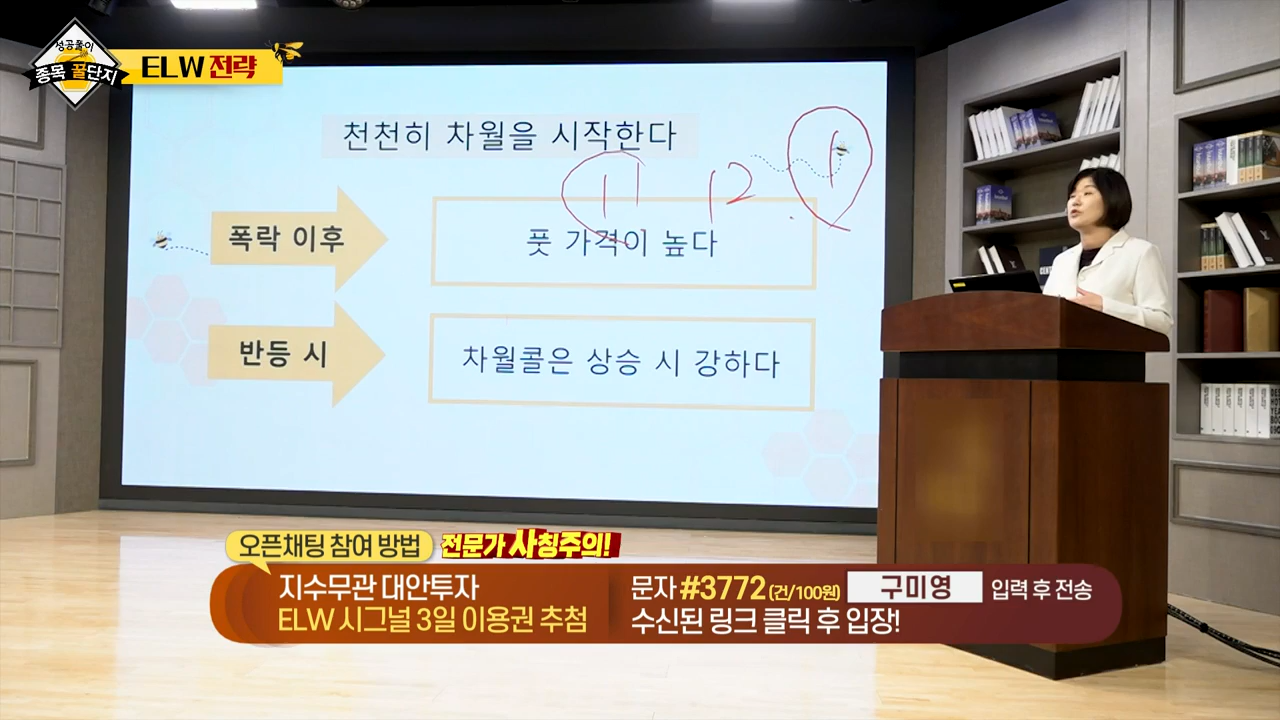 성공풀이
종목 꿀단지
ELW전략
천천히 차월을 시작한다
11 12 1
폭락 이후
풋 가격이 높다
반등 시
차월콜은 상승 시 강하다
오픈채팅 참여 방법
전문가 사칭주의!
지수무관 대안투자
ELW 시그널 3일 이용권 추첨
문자 #3772 (건/100원) 구미영 입력 후 전송
수신된 링크 클릭 후 입장!